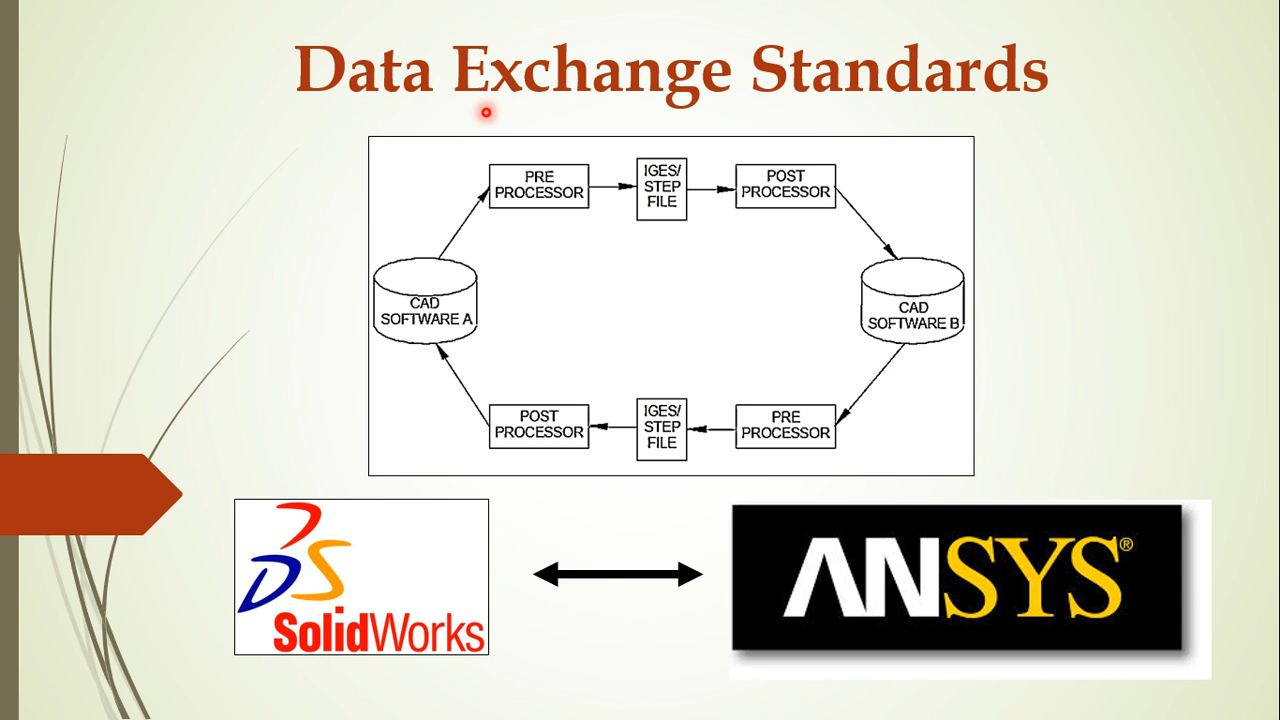 Data Exchange Standards
PRE
PROCESSOR
IGES/
STEP
FILE
POST
PROCESSOR
CAD
SOFTWARE A
CAD
SOFTWARE B
POST
PROCESSOR
IGES/
STEP
FILE
PRE
PROCESSOR
DS
SolidWorks
ANSYS®